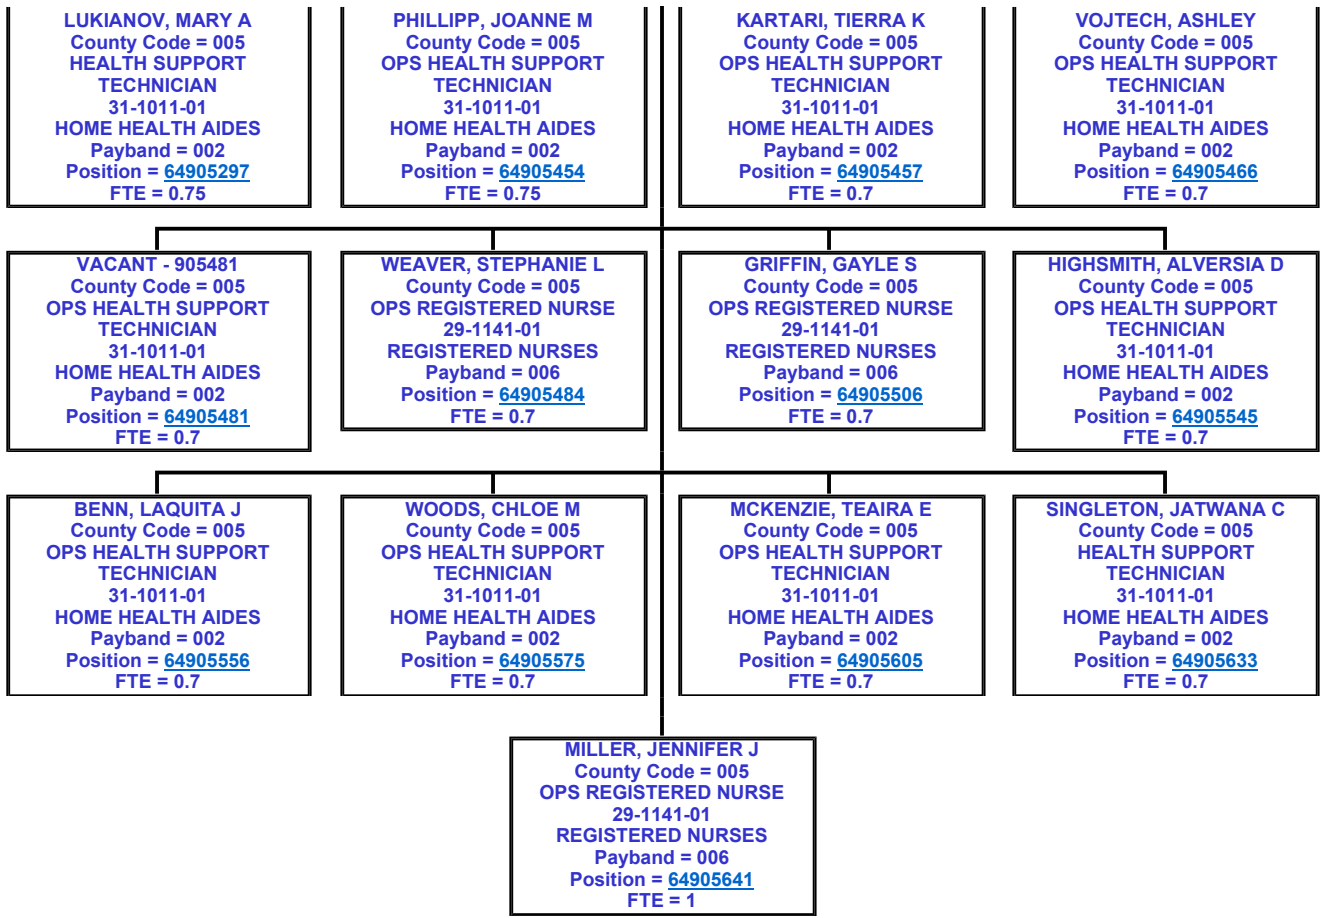 LUKIANOV, MARY A
County Code = 005
HEALTH SUPPORT
TECHNICIAN
31-1011-01
HOME HEALTH AIDES
Payband = 002
Position = 64905297
FTE = 0.75
PHILLIPP, JOANNE M
County Code = 005
OPS HEALTH SUPPORT
TECHNICIAN
31-1011-01
HOME HEALTH AIDES
Payband = 002
Position = 64905454
FTE = 0.75
KARTARI, TIERRA K
County Code = 005
OPS HEALTH SUPPORT
TECHNICIAN
31-1011-01
HOME HEALTH AIDES
Payband = 002
Position = 64905457
FTE = 0.7
VOJTECH, ASHLEY
County Code = 005
OPS HEALTH SUPPORT
TECHNICIAN
31-1011-01
HOME HEALTH AIDES
Payband = 002
Position = 64905466
FTE = 0.7
VACANT - 905481
County Code = 005
OPS HEALTH SUPPORT
TECHNICIAN
31-1011-01
HOME HEALTH AIDES
Payband = 002
Position = 64905481
FTE = 0.7
WEAVER, STEPHANIE L
County Code = 005
OPS REGISTERED NURSE
29-1141-01
REGISTERED NURSES
Payband = 006
Position = 64905484
FTE = 0.7
GRIFFIN, GAYLE S
County Code = 005
OPS REGISTERED NURSE
29-1141-01
REGISTERED NURSES
Payband = 006
Position = 64905506
FTE = 0.7
HIGHSMITH, ALVERSIA D
County Code = 005
OPS HEALTH SUPPORT
TECHNICIAN
31-1011-01
HOME HEALTH AIDES
Payband = 002
Position = 64905545
FTE = 0.7
BENN, LAQUITA J
County Code = 005
OPS HEALTH SUPPORT
TECHNICIAN
31-1011-01
HOME HEALTH AIDES
Payband = 002
Position = 64905556
FTE = 0.7
WOODS, CHLOE M
County Code = 005
OPS HEALTH SUPPORT
TECHNICIAN
31-1011-01
HOME HEALTH AIDES
Payband = 002
Position = 64905575
FTE = 0.7
MCKENZIE, TEAIRA E
County Code = 005
OPS HEALTH SUPPORT
TECHNICIAN
31-1011-01
HOME HEALTH AIDES
Payband = 002
Position = 64905605
FTE = 0.7
SINGLETON, JATWANA C
County Code = 005
HEALTH SUPPORT
TECHNICIAN
31-1011-01
HOME HEALTH AIDES
Payband = 002
Position = 64905633
FTE = 0.7
MILLER, JENNIFER J
County Code = 005
OPS REGISTERED NURSE
29-1141-01
REGISTERED NURSES
Payband = 006
Position = 64905641
FTE = 1